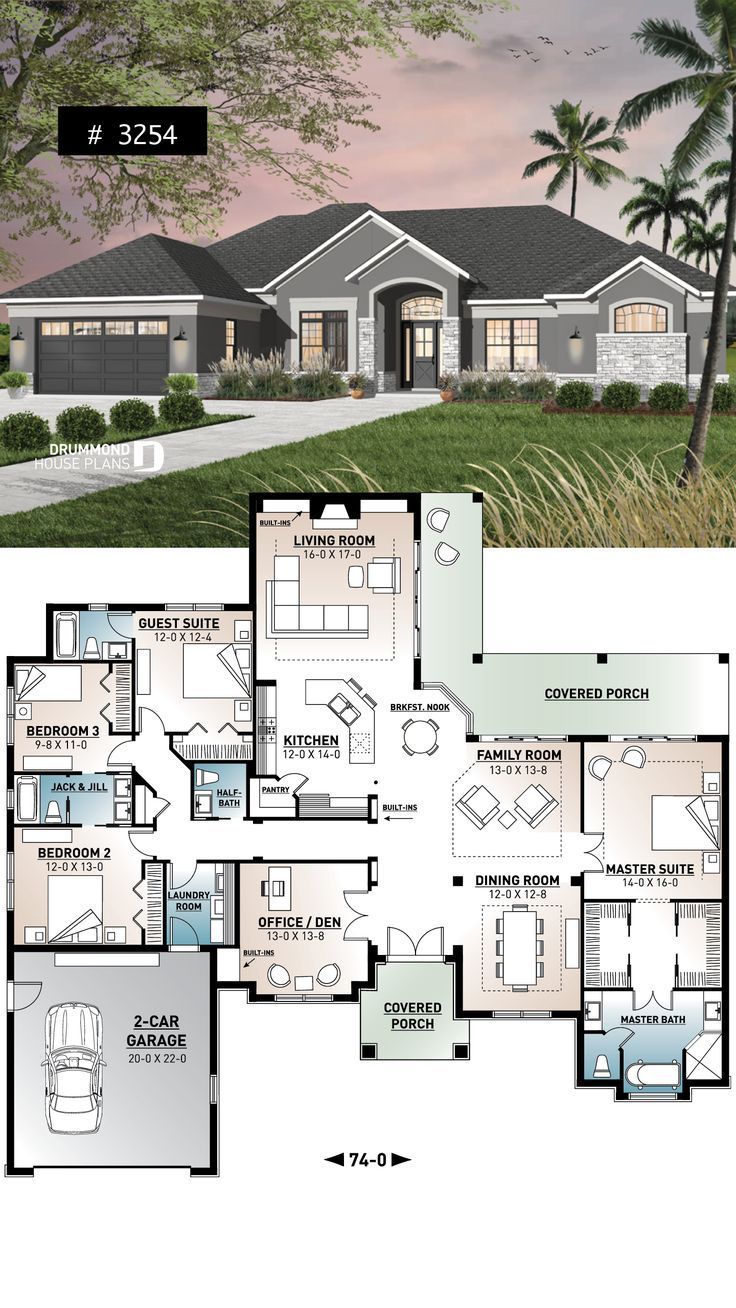 # 3254
DRUMMOND
HOUSE PLANS
BUILT-INS
LIVING ROOM
16-0 X 17-0
GUEST SUITE
12-0 X 12-4
COVERED PORCH
BEDROOM 3
9-8 X 11-0
BRKFST. NOOK
KITCHEN
12-0 X 14-0
FAMILY ROOM
13-0 X 13-8
JACK & JILL
HALF-
BATH
PANTRY
BUILT-INS
BEDROOM 2
12-0 X 13-0
MASTER SUITE
14-0 X 16-0
DINING ROOM
12-0 X 12-8
LAUNDRY
ROOM
OFFICE / DEN
13-0 X 13-8
BUILT-INS
COVERED
PORCH
2-CAR
GARAGE
20-0 X 22-0
MASTER BATH
74-0